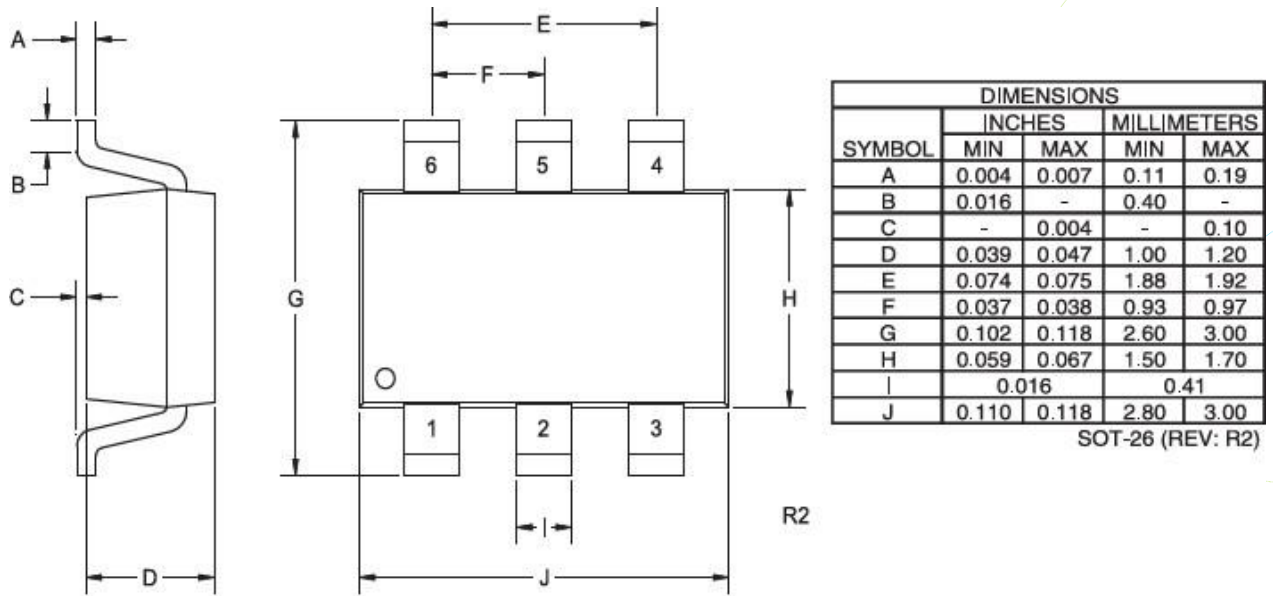 A
B
C
D
E
F
G
H
I
J
6 5 4
1 2 3
R2
DIMENSIONS
INCHES MILLIMETERS
SYMBOL MIN MAX MIN MAX
A 0.004 0.007 0.11 0.19
B 0.016 - 0.40 -
C - 0.004 - 0.10
D 0.039 0.047 1.00 1.20
E 0.074 0.075 1.88 1.92
F 0.037 0.038 0.93 0.97
G 0.102 0.118 2.60 3.00
H 0.059 0.067 1.50 1.70
I 0.016 0.41
J 0.110 0.118 2.80 3.00
SOT-26 (REV: R2)